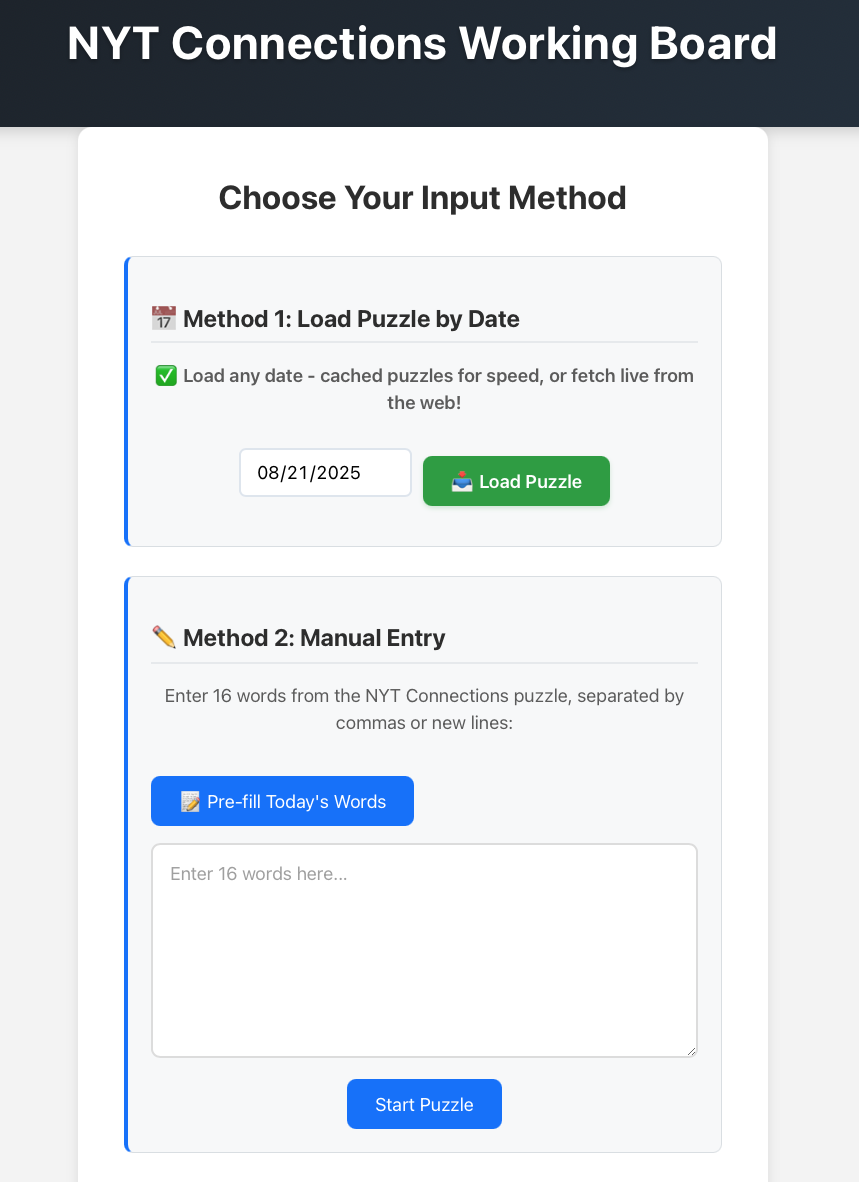 NYT Connections Working Board
Choose Your Input Method
📅 Method 1: Load Puzzle by Date
✅ Load any date - cached puzzles for speed, or fetch live from
the web!
08/21/2025
📥 Load Puzzle
✏️ Method 2: Manual Entry
Enter 16 words from the NYT Connections puzzle, separated by
commas or new lines:
📝 Pre-fill Today's Words
Enter 16 words here...
Start Puzzle